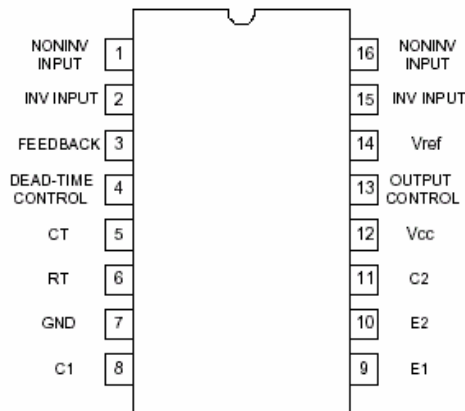 NONINV
INPUT
1
16
NONINV
INPUT
INV INPUT
2
15
INV INPUT
FEEDBACK
3
14
Vref
DEAD-TIME
CONTROL
4
13
OUTPUT
CONTROL
CT
5
12
Vcc
RT
6
11
C2
GND
7
10
E2
C1
8
9
E1